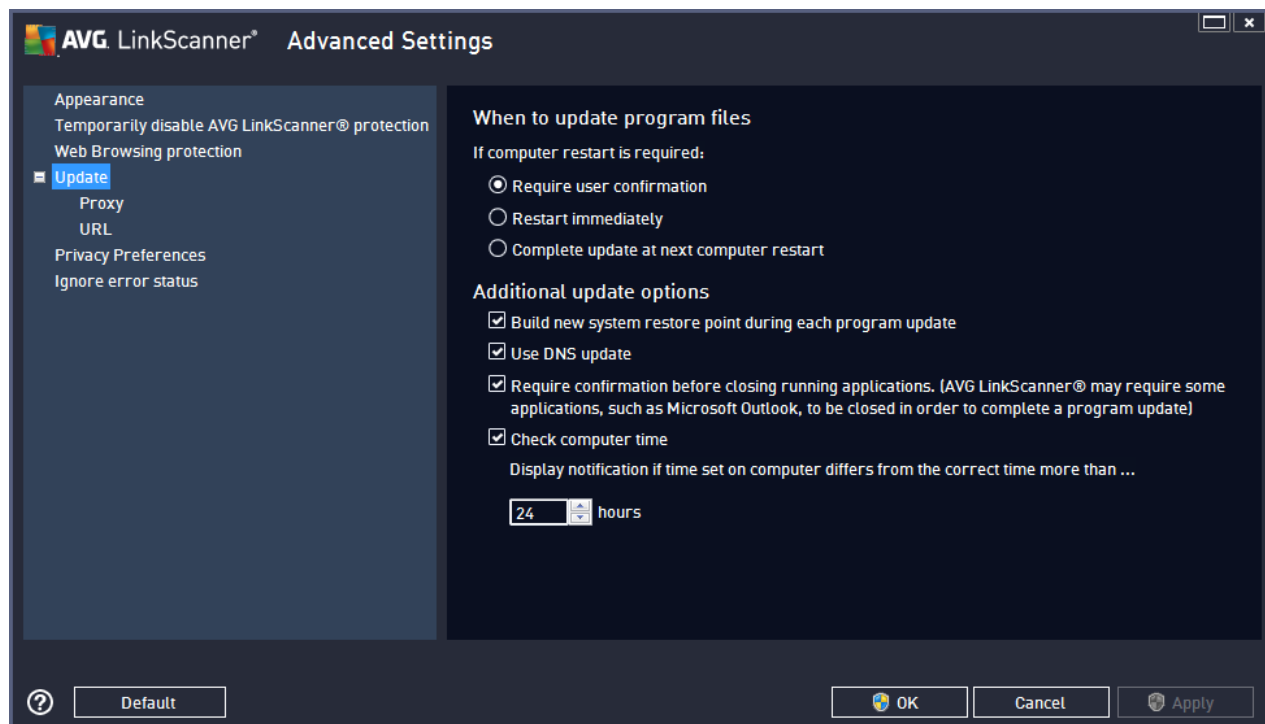 AVG. LinkScanner® Advanced Settings
Appearance
Temporarily disable AVG LinkScanner® protection
Web Browsing protection
Update
Proxy
URL
Privacy Preferences
Ignore error status
When to update program files
If computer restart is required:
Require user confirmation
Restart immediately
Complete update at next computer restart
Additional update options
Build new system restore point during each program update
Use DNS update
Require confirmation before closing running applications. (AVG LinkScanner® may require some
applications, such as Microsoft Outlook, to be closed in order to complete a program update)
Check computer time
Display notification if time set on computer differs from the correct time more than ...
24 hours
? Default OK Cancel Apply